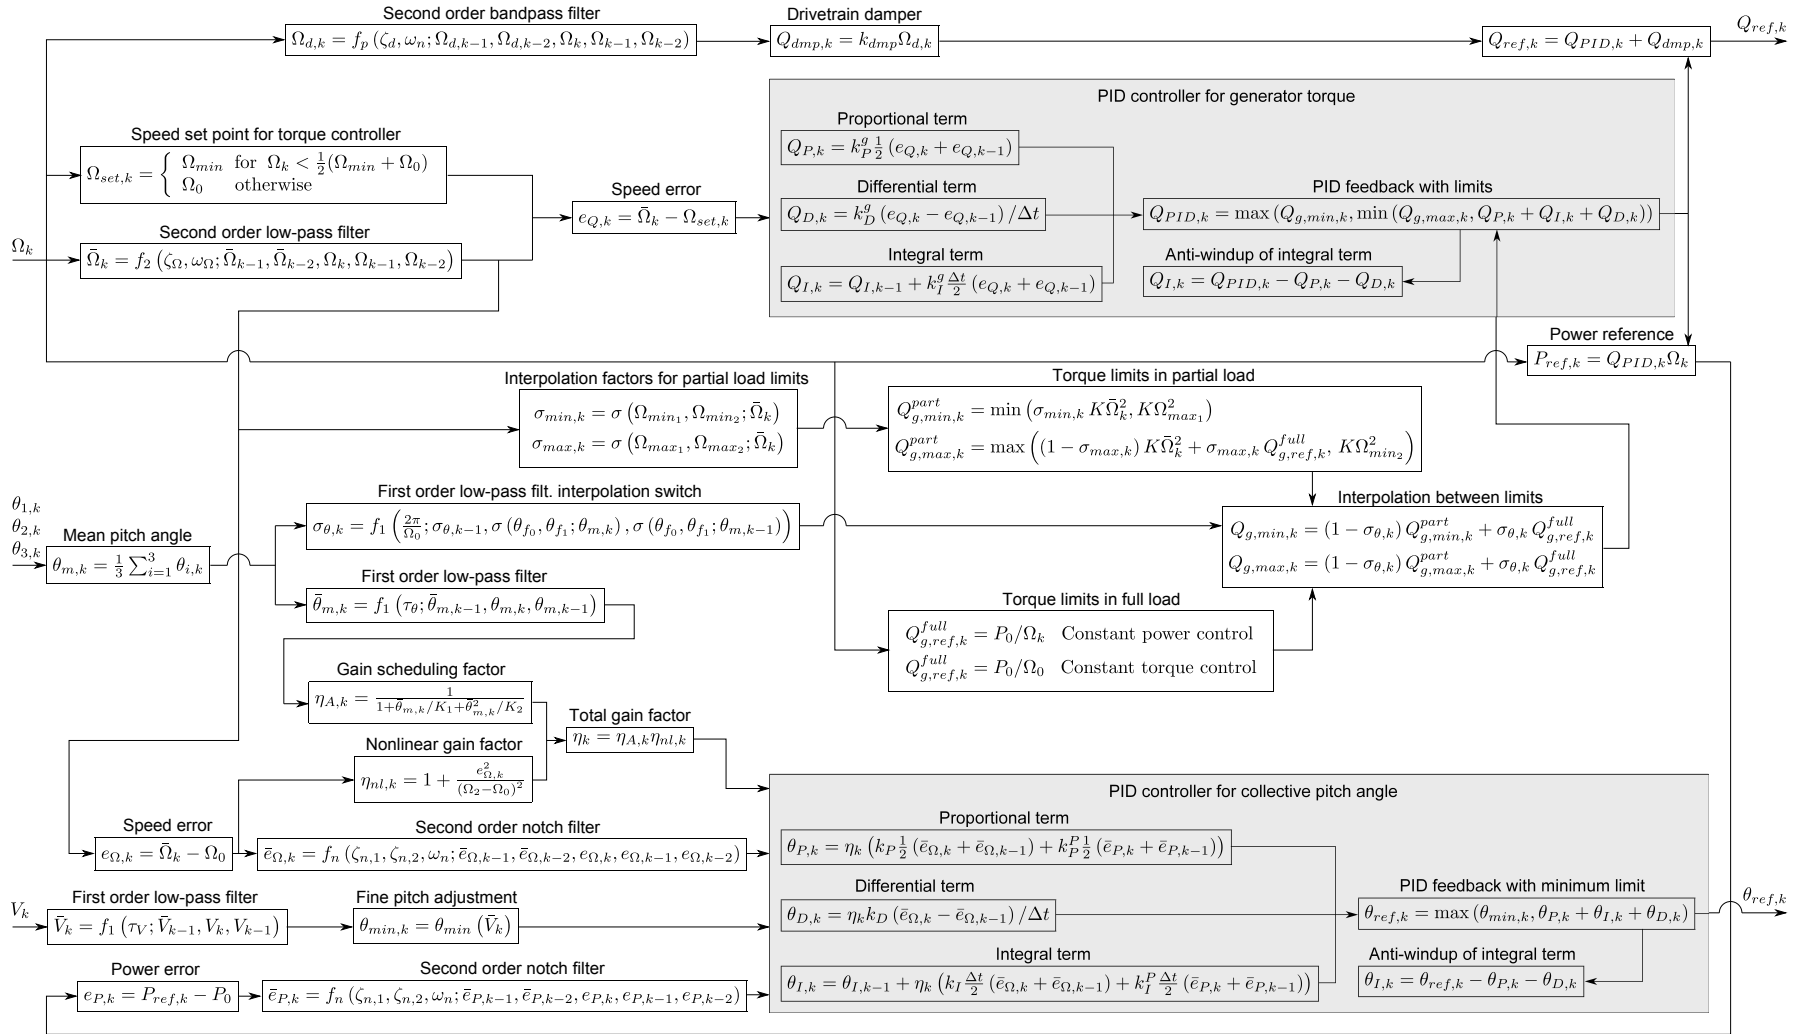 Second order bandpass filter
Ω_{d,k} = f_p (ζ_d, ω_n; Ω_{d,k−1}, Ω_{d,k−2}, Ω_k, Ω_{k−1}, Ω_{k−2})
Drivetrain damper
Q_{dmp,k} = k_{dmp}Ω_{d,k}
Q_{ref,k} = Q_{PID,k} + Q_{dmp,k}
Q_{ref,k}
PID controller for generator torque
Speed set point for torque controller
Ω_{set,k} = { Ω_{min} for Ω_k < ½(Ω_{min} + Ω_0)
Ω_0 otherwise
Proportional term
Q_{P,k} = k_P^g ½ (e_{Q,k} + e_{Q,k−1})
Speed error
e_{Q,k} = Ω̄_k − Ω_{set,k}
Differential term
Q_{D,k} = k_D^g (e_{Q,k} − e_{Q,k−1}) /Δt
PID feedback with limits
Q_{PID,k} = max (Q_{g,min,k}, min (Q_{g,max,k}, Q_{P,k} + Q_{I,k} + Q_{D,k}))
Ω_k
Second order low-pass filter
Ω̄_k = f_2 (ζ_Ω, ω_Ω; Ω̄_{k−1}, Ω̄_{k−2}, Ω_k, Ω_{k−1}, Ω_{k−2})
Integral term
Q_{I,k} = Q_{I,k−1} + k_I^g Δt/2 (e_{Q,k} + e_{Q,k−1})
Anti-windup of integral term
Q_{I,k} = Q_{PID,k} − Q_{P,k} − Q_{D,k}
Power reference
P_{ref,k} = Q_{PID,k}Ω_k
Interpolation factors for partial load limits
σ_{min,k} = σ (Ω_{min_1}, Ω_{min_2}; Ω̄_k)
σ_{max,k} = σ (Ω_{max_1}, Ω_{max_2}; Ω̄_k)
Torque limits in partial load
Q_{g,min,k}^{part} = min (σ_{min,k} KΩ̄_k^2, KΩ_{max_1}^2)
Q_{g,max,k}^{part} = max ((1 − σ_{max,k}) KΩ̄_k^2 + σ_{max,k} Q_{g,ref,k}^{full}, KΩ_{min_2}^2)
θ_{1,k}
θ_{2,k}
θ_{3,k}
Mean pitch angle
θ_{m,k} = 1/3 ∑_{i=1}^3 θ_{i,k}
First order low-pass filt. interpolation switch
σ_{θ,k} = f_1 (2π/Ω_0; σ_{θ,k−1}, σ (θ_{f_0}, θ_{f_1}; θ_{m,k}), σ (θ_{f_0}, θ_{f_1}; θ_{m,k−1}))
Interpolation between limits
Q_{g,min,k} = (1 − σ_{θ,k}) Q_{g,min,k}^{part} + σ_{θ,k} Q_{g,ref,k}^{full}
Q_{g,max,k} = (1 − σ_{θ,k}) Q_{g,max,k}^{part} + σ_{θ,k} Q_{g,ref,k}^{full}
First order low-pass filter
θ̄_{m,k} = f_1 (τ_θ; θ̄_{m,k−1}, θ_{m,k}, θ_{m,k−1})
Torque limits in full load
Q_{g,ref,k}^{full} = P_0/Ω_k Constant power control
Q_{g,ref,k}^{full} = P_0/Ω_0 Constant torque control
Gain scheduling factor
η_{A,k} = 1/(1+θ̄_{m,k}/K_1+θ̄_{m,k}^2/K_2)
Total gain factor
η_k = η_{A,k}η_{nl,k}
Nonlinear gain factor
η_{nl,k} = 1 + e_{Ω,k}^2/(Ω_2−Ω_0)^2
PID controller for collective pitch angle
Speed error
e_{Ω,k} = Ω̄_k − Ω_0
Second order notch filter
ē_{Ω,k} = f_n (ζ_{n,1}, ζ_{n,2}, ω_n; ē_{Ω,k−1}, ē_{Ω,k−2}, e_{Ω,k}, e_{Ω,k−1}, e_{Ω,k−2})
Proportional term
θ_{P,k} = η_k (k_P ½ (ē_{Ω,k} + ē_{Ω,k−1}) + k_P^P ½ (ē_{P,k} + ē_{P,k−1}))
V_k
First order low-pass filter
V̄_k = f_1 (τ_V; V̄_{k−1}, V_k, V_{k−1})
Fine pitch adjustment
θ_{min,k} = θ_{min} (V̄_k)
Differential term
θ_{D,k} = η_k k_D (ē_{Ω,k} − ē_{Ω,k−1}) /Δt
PID feedback with minimum limit
θ_{ref,k} = max (θ_{min,k}, θ_{P,k} + θ_{I,k} + θ_{D,k})
θ_{ref,k}
Power error
e_{P,k} = P_{ref,k} − P_0
Second order notch filter
ē_{P,k} = f_n (ζ_{n,1}, ζ_{n,2}, ω_n; ē_{P,k−1}, ē_{P,k−2}, e_{P,k}, e_{P,k−1}, e_{P,k−2})
Integral term
θ_{I,k} = θ_{I,k−1} + η_k (k_I Δt/2 (ē_{Ω,k} + ē_{Ω,k−1}) + k_I^P Δt/2 (ē_{P,k} + ē_{P,k−1}))
Anti-windup of integral term
θ_{I,k} = θ_{ref,k} − θ_{P,k} − θ_{D,k}